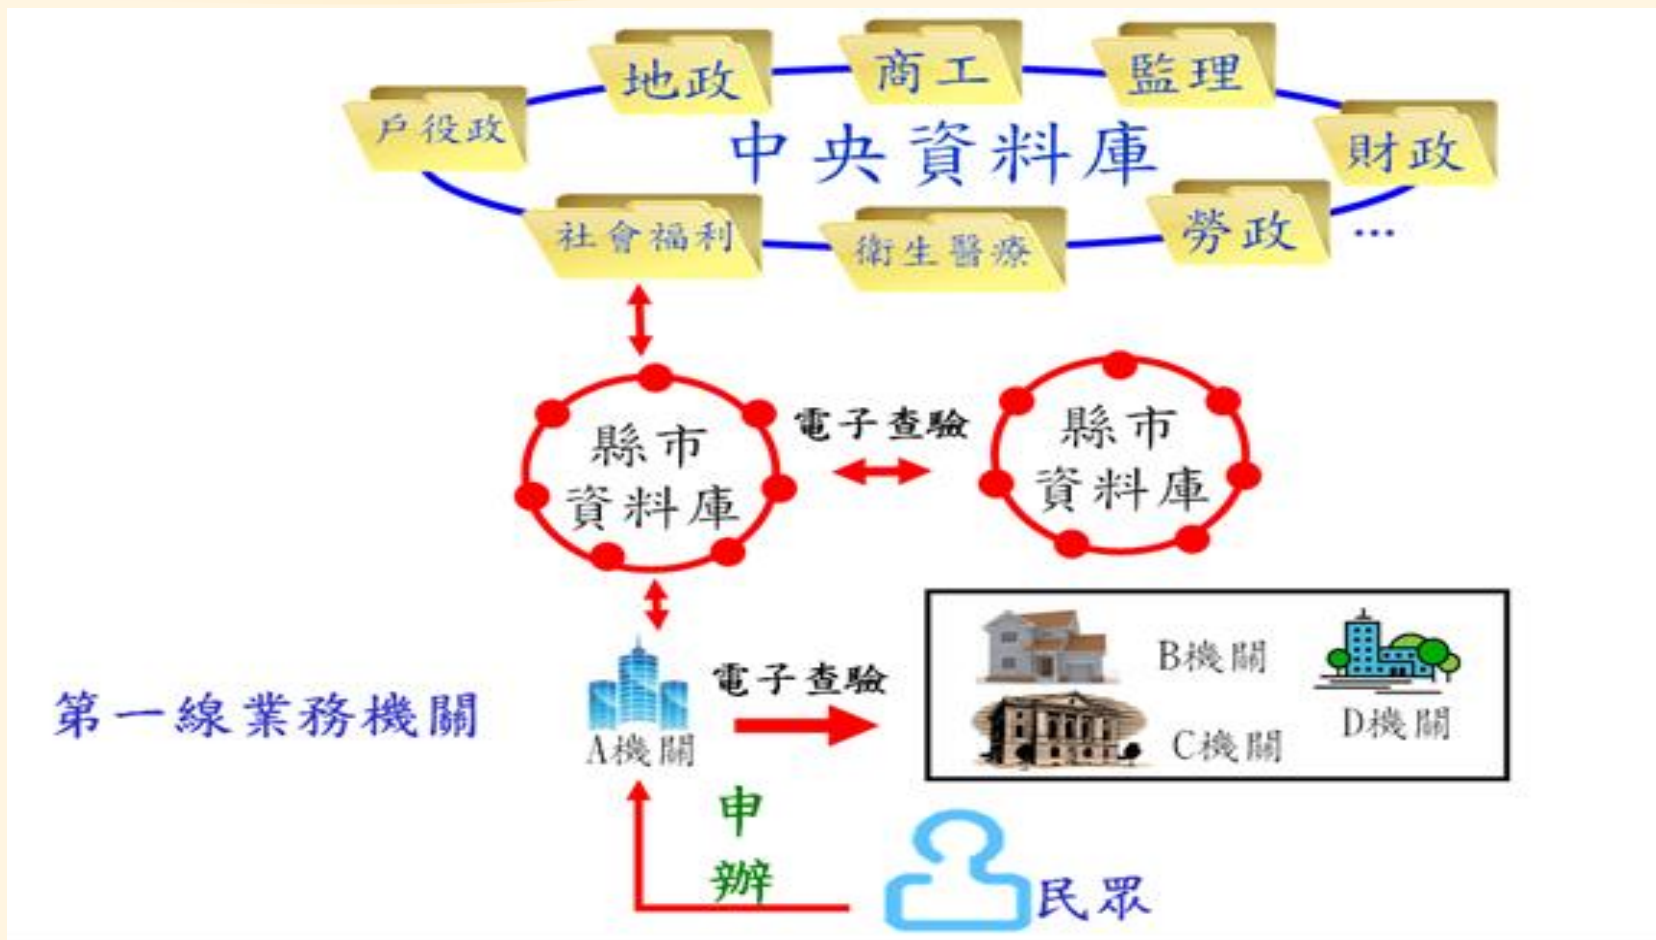 地政
商工
監理
戶役政
中央資料庫
財政
社會福利
衛生醫療
勞政
...
縣市
資料庫
電子查驗
縣市
資料庫
第一線業務機關
A機關
電子查驗
B機關
C機關
D機關
申
辦
民眾